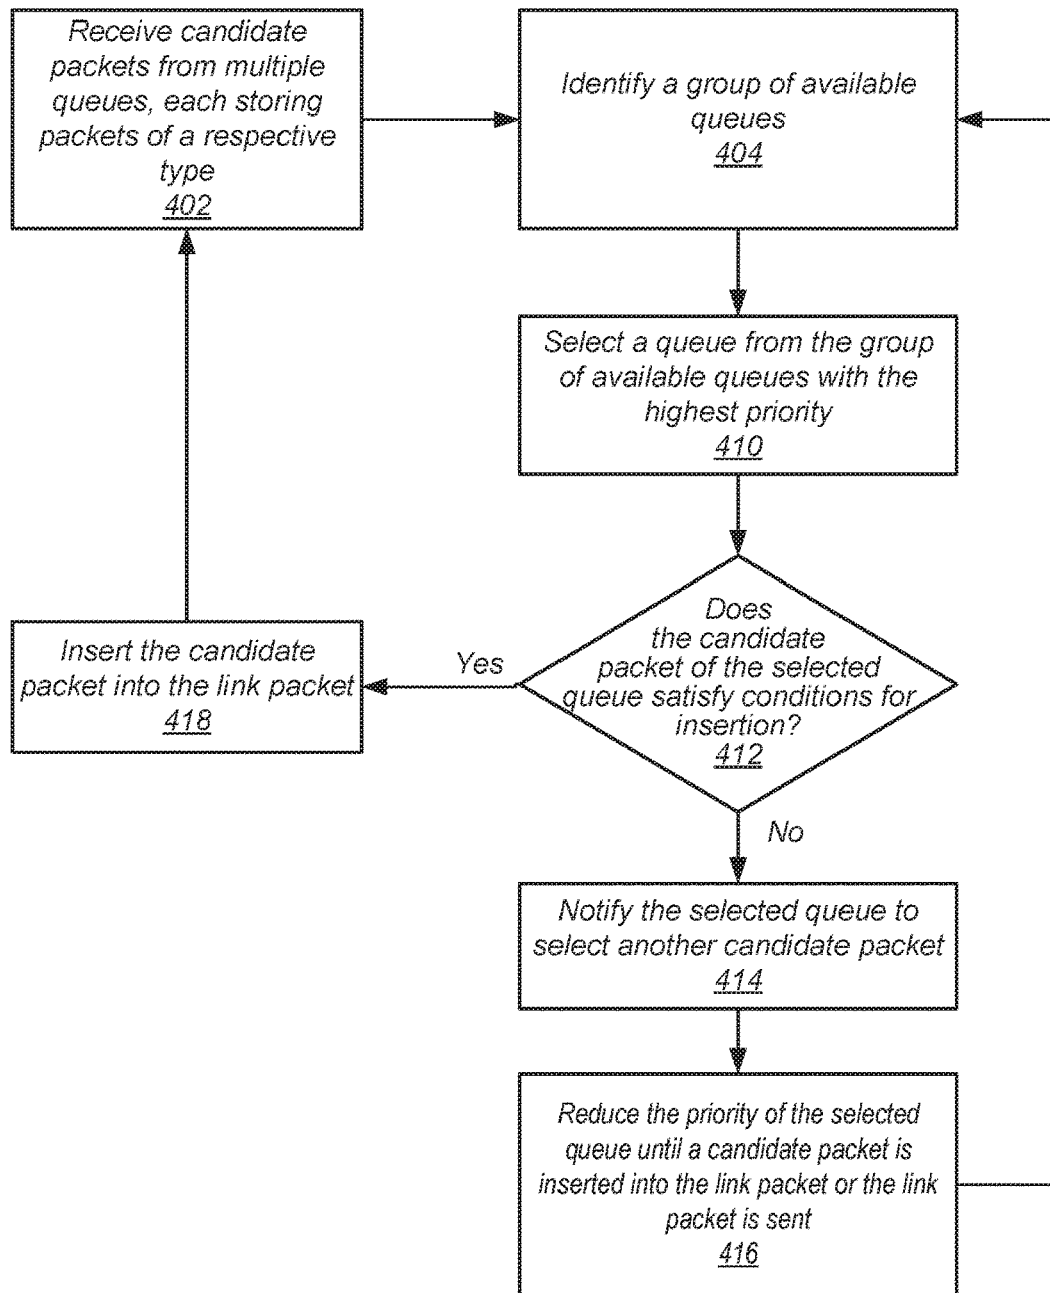 Receive candidate
packets from multiple
queues, each storing
packets of a respective
type
402
Identify a group of available
queues
404
Select a queue from the group
of available queues with the
highest priority
410
Does
the candidate
packet of the selected
queue satisfy conditions for
insertion?
412
Yes
Insert the candidate
packet into the link packet
418
No
Notify the selected queue to
select another candidate packet
414
Reduce the priority of the selected
queue until a candidate packet is
inserted into the link packet or the link
packet is sent
416